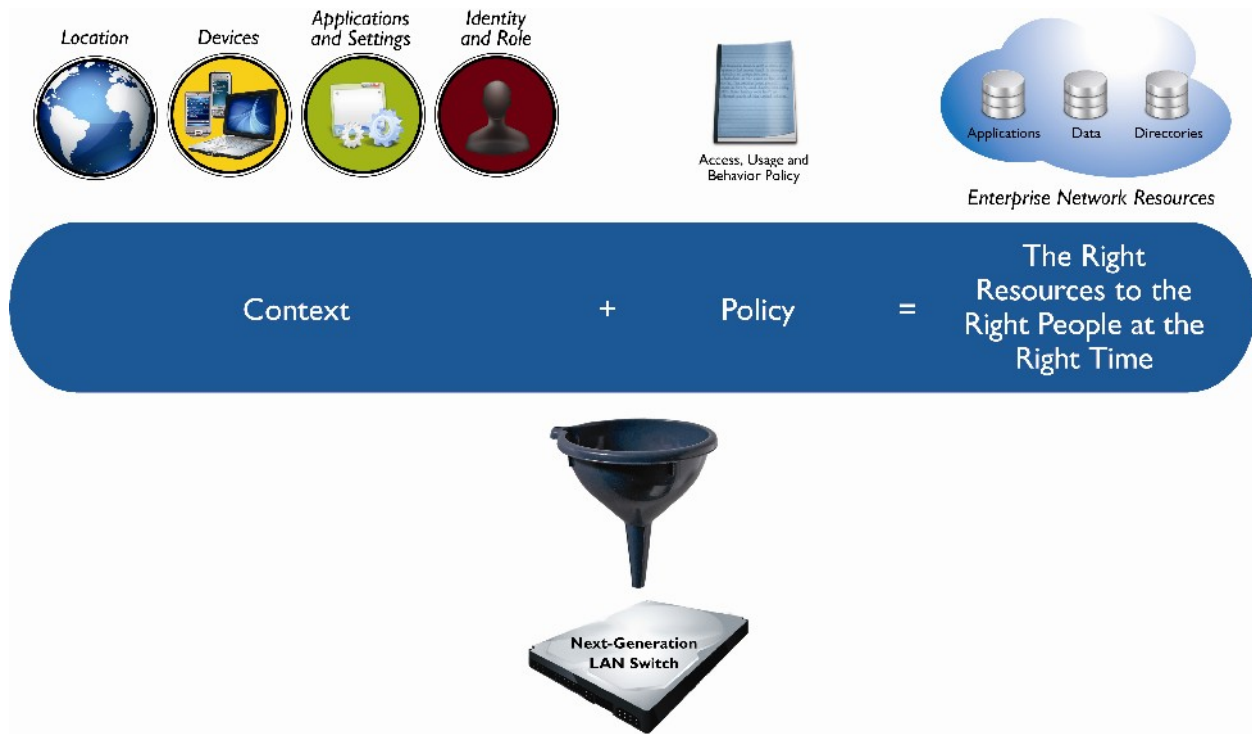 Location
Devices
Applications
and Settings
Identity
and Role
Access, Usage and
Behavior Policy
Applications
Data
Directories
Enterprise Network Resources
Context
+
Policy
=
The Right
Resources to the
Right People at the
Right Time
Next-Generation
LAN Switch